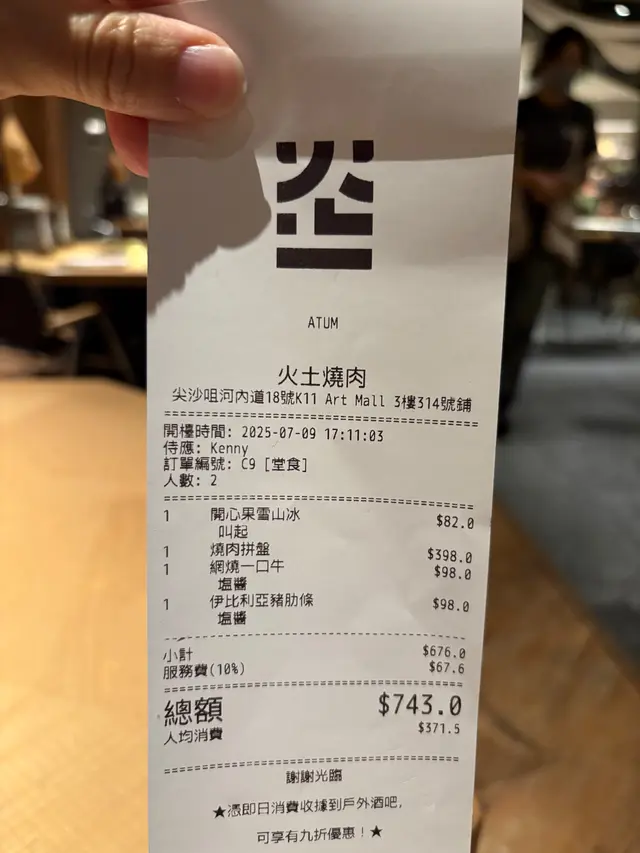 ATUM
火土燒肉
尖沙咀河內道18號K11 Art Mall 3樓314號鋪
開檯時間: 2025-07-09 17:11:03
侍應: Kenny
訂單編號: C9 [堂食]
人數: 2
1 開心果雪山冰 $82.0
叫起
1 燒肉拼盤 $398.0
1 網燒一口牛 $98.0
塩醬
1 伊比利亞豬肋條 $98.0
塩醬
小計 $676.0
服務費(10%) $67.6
總額 $743.0
人均消費 $371.5
謝謝光臨
★憑即日消費收據到戶外酒吧,
可享有九折優惠！★